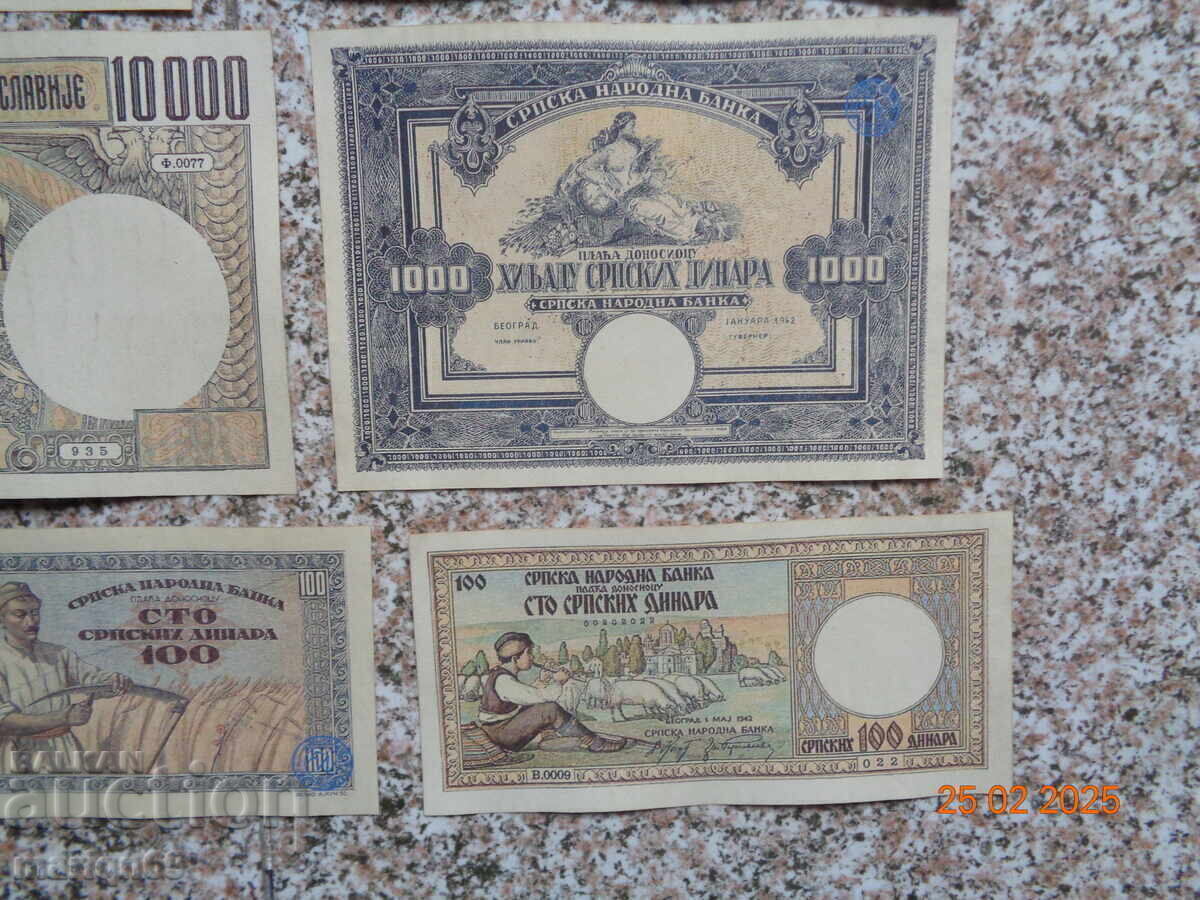 СЛАВИЈЕ 10000
Ф.0077
935
СРПСКА НАРОДНА БАНКА
ПЛАЋА ДОНОСИОЦУ
1000 ХИЉАДУ СРПСКИХ ДИНАРА 1000
СРПСКА НАРОДНА БАНКА
БЕОГРАД ЈАНУАРА 1942
ГУВЕРНЕР
100
СРПСКА НАРОДНА БАНКА
ПЛАЋА ДОНОСИОЦУ
СТО
СРПСКИХ ДИНАРА
100
100
100 СРПСКА НАРОДНА БАНКА
ПЛАЋА ДОНОСИОЦУ
СТО СРПСКИХ ДИНАРА
00202022
БЕОГРАД 1 МАЈ 1942
СРПСКА НАРОДНА БАНКА
В.0009
СРПСКИХ 100 ДИНАРА
022
25 02 2025
BALKAN
auction
marton69